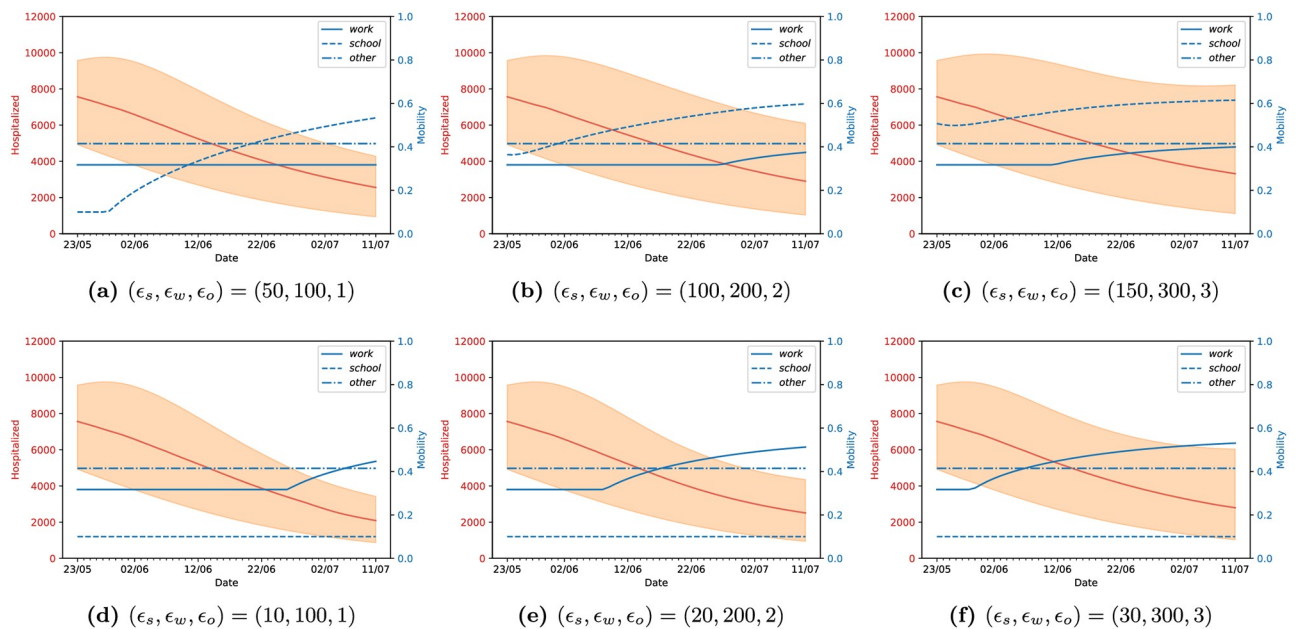 12000
10000
8000
6000
4000
2000
0
Hospitalized
1.0
0.8
0.6
0.4
0.2
0.0
Mobility
work
school
other
23/05 02/06 12/06 22/06 02/07 11/07
Date
(a) (ϵs, ϵw, ϵo) = (50, 100, 1)
12000
10000
8000
6000
4000
2000
0
Hospitalized
1.0
0.8
0.6
0.4
0.2
0.0
Mobility
work
school
other
23/05 02/06 12/06 22/06 02/07 11/07
Date
(b) (ϵs, ϵw, ϵo) = (100, 200, 2)
12000
10000
8000
6000
4000
2000
0
Hospitalized
1.0
0.8
0.6
0.4
0.2
0.0
Mobility
work
school
other
23/05 02/06 12/06 22/06 02/07 11/07
Date
(c) (ϵs, ϵw, ϵo) = (150, 300, 3)
12000
10000
8000
6000
4000
2000
0
Hospitalized
1.0
0.8
0.6
0.4
0.2
0.0
Mobility
work
school
other
23/05 02/06 12/06 22/06 02/07 11/07
Date
(d) (ϵs, ϵw, ϵo) = (10, 100, 1)
12000
10000
8000
6000
4000
2000
0
Hospitalized
1.0
0.8
0.6
0.4
0.2
0.0
Mobility
work
school
other
23/05 02/06 12/06 22/06 02/07 11/07
Date
(e) (ϵs, ϵw, ϵo) = (20, 200, 2)
12000
10000
8000
6000
4000
2000
0
Hospitalized
1.0
0.8
0.6
0.4
0.2
0.0
Mobility
work
school
other
23/05 02/06 12/06 22/06 02/07 11/07
Date
(f) (ϵs, ϵw, ϵo) = (30, 300, 3)